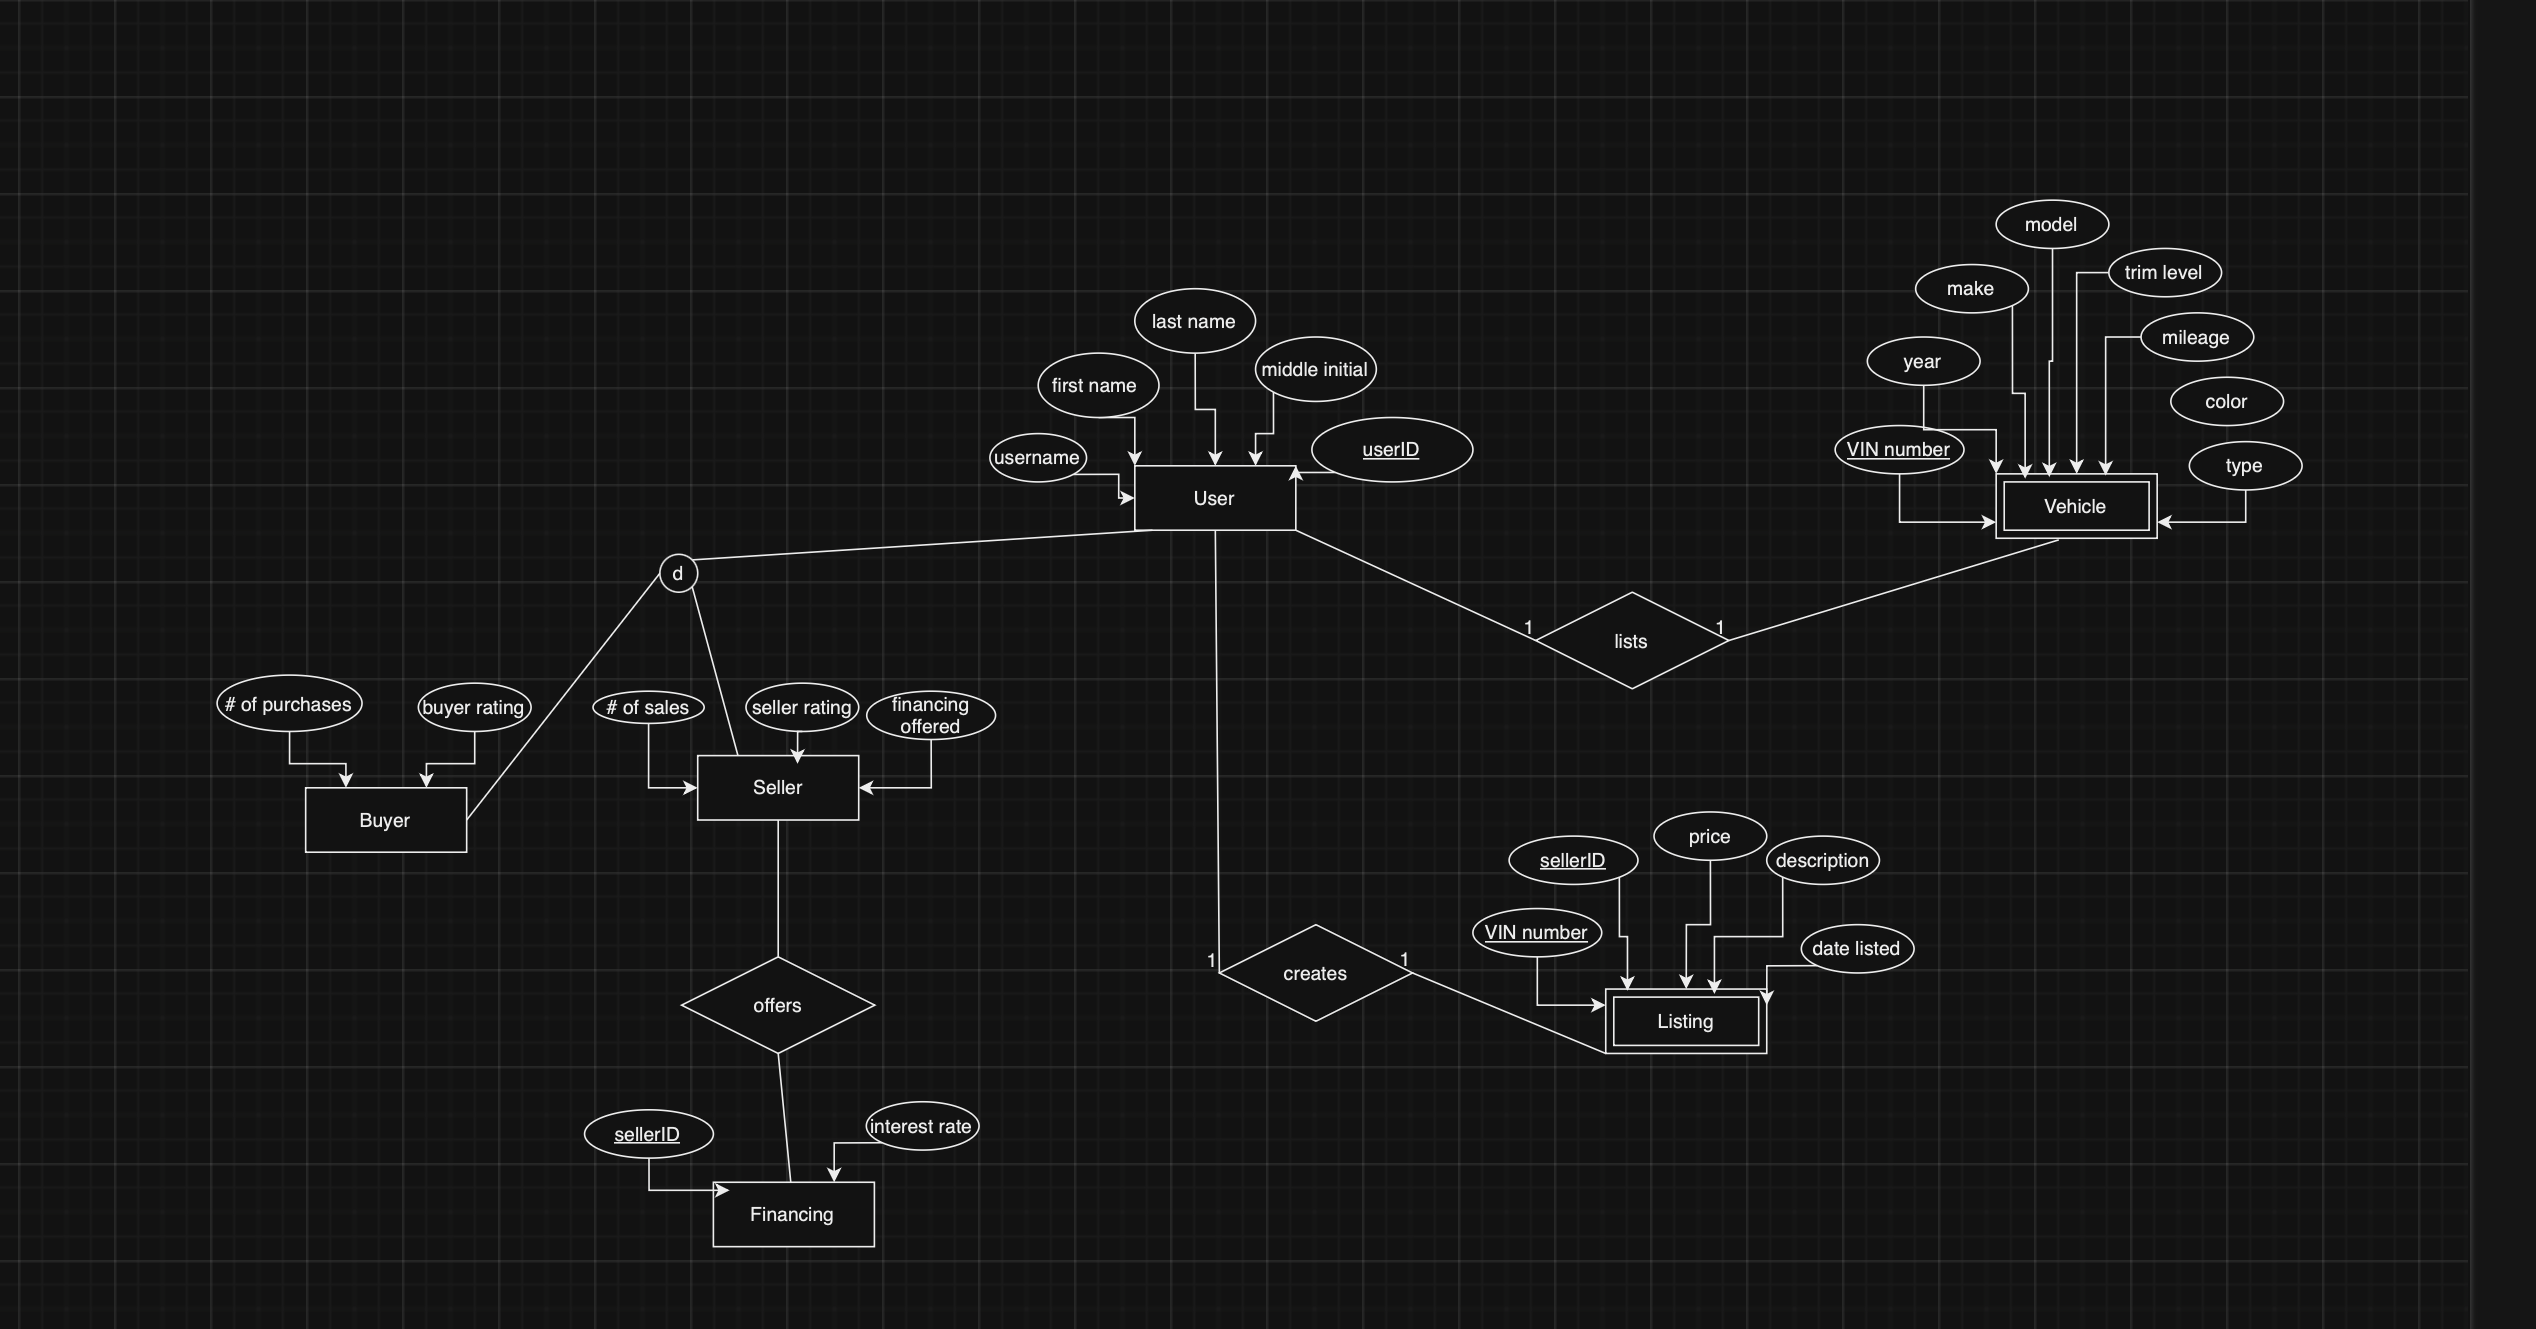 model
trim level
make
last name
mileage
year
middle initial
first name
color
userID
VIN number
username
type
User
Vehicle
d
1
1
lists
# of purchases
buyer rating
# of sales
seller rating
financing
offered
Seller
Buyer
price
sellerID
description
VIN number
date listed
1
1
creates
offers
Listing
sellerID
interest rate
Financing